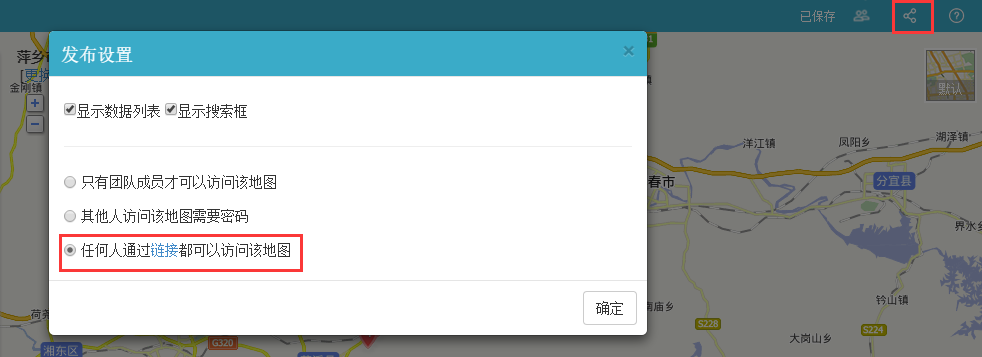 已保存
发布设置
×
萍乡市
1
[更换
金刚镇
默认
+
显示数据列表 显示搜索框
洋江镇
凤阳乡
湖泽镇
只有团队成员才可以访问该地图
春市
分宜县
其他人访问该地图需要密码
界水乡
任何人通过链接都可以访问该地图
钤山镇
确定
南庙乡
荷尧
S228
S224
大岗山乡
湘东区
G320